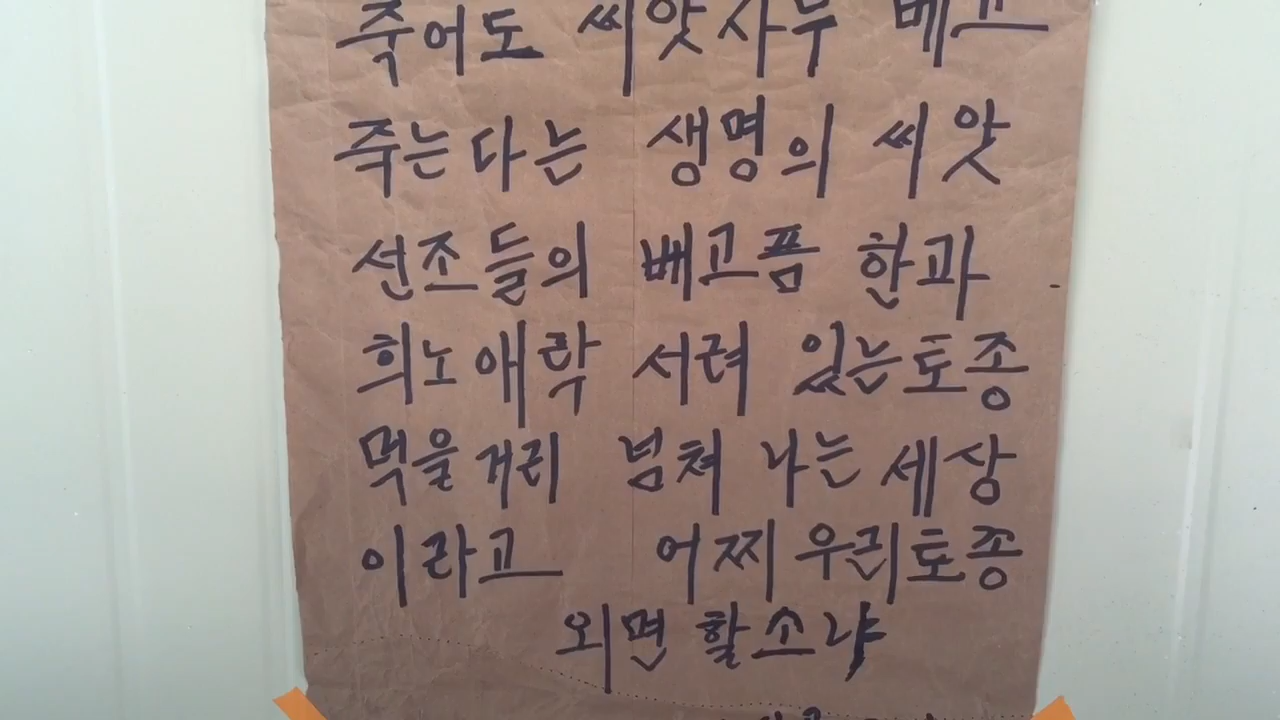 죽어도 씨앗사부 베고
죽는다는 생명의 씨앗
선조들의 베고픔 한과
희노애락 서려 있는토종
먹을거리 넘쳐 나는 세상
이라고 어찌 우리토종
외면 할소냐